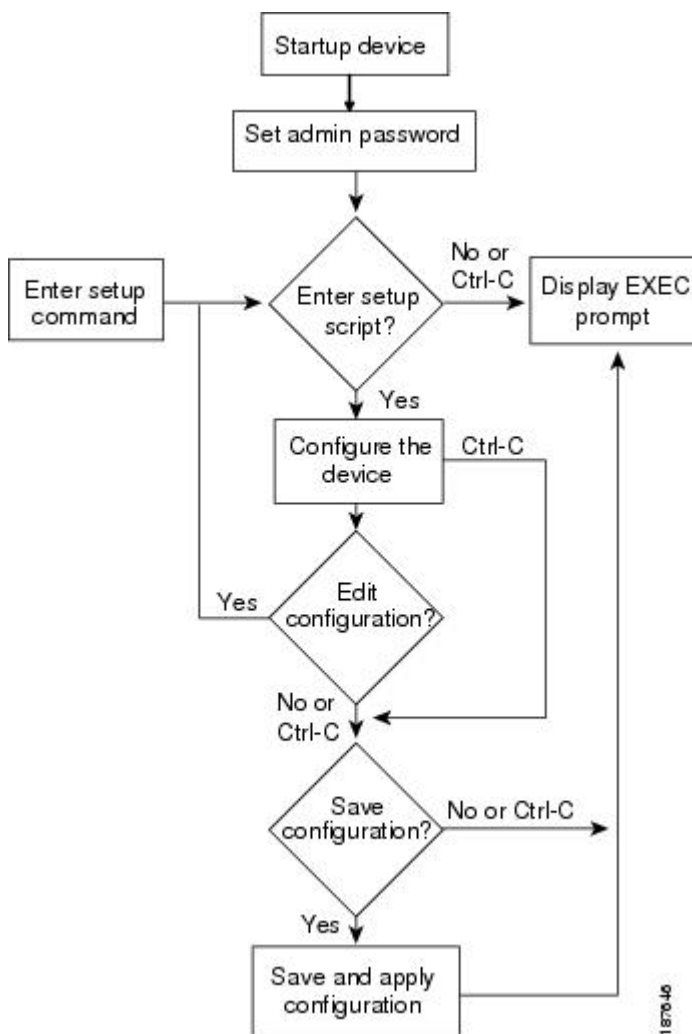 Startup device
Set admin password
No or
Ctrl-C
Enter setup
command
Enter setup
script?
Display EXEC
prompt
Yes
Configure the
device
Ctrl-C
Yes
Edit
configuration?
No or
Ctrl-C
Save
configuration?
No or Ctrl-C
Yes
Save and apply
configuration
187646